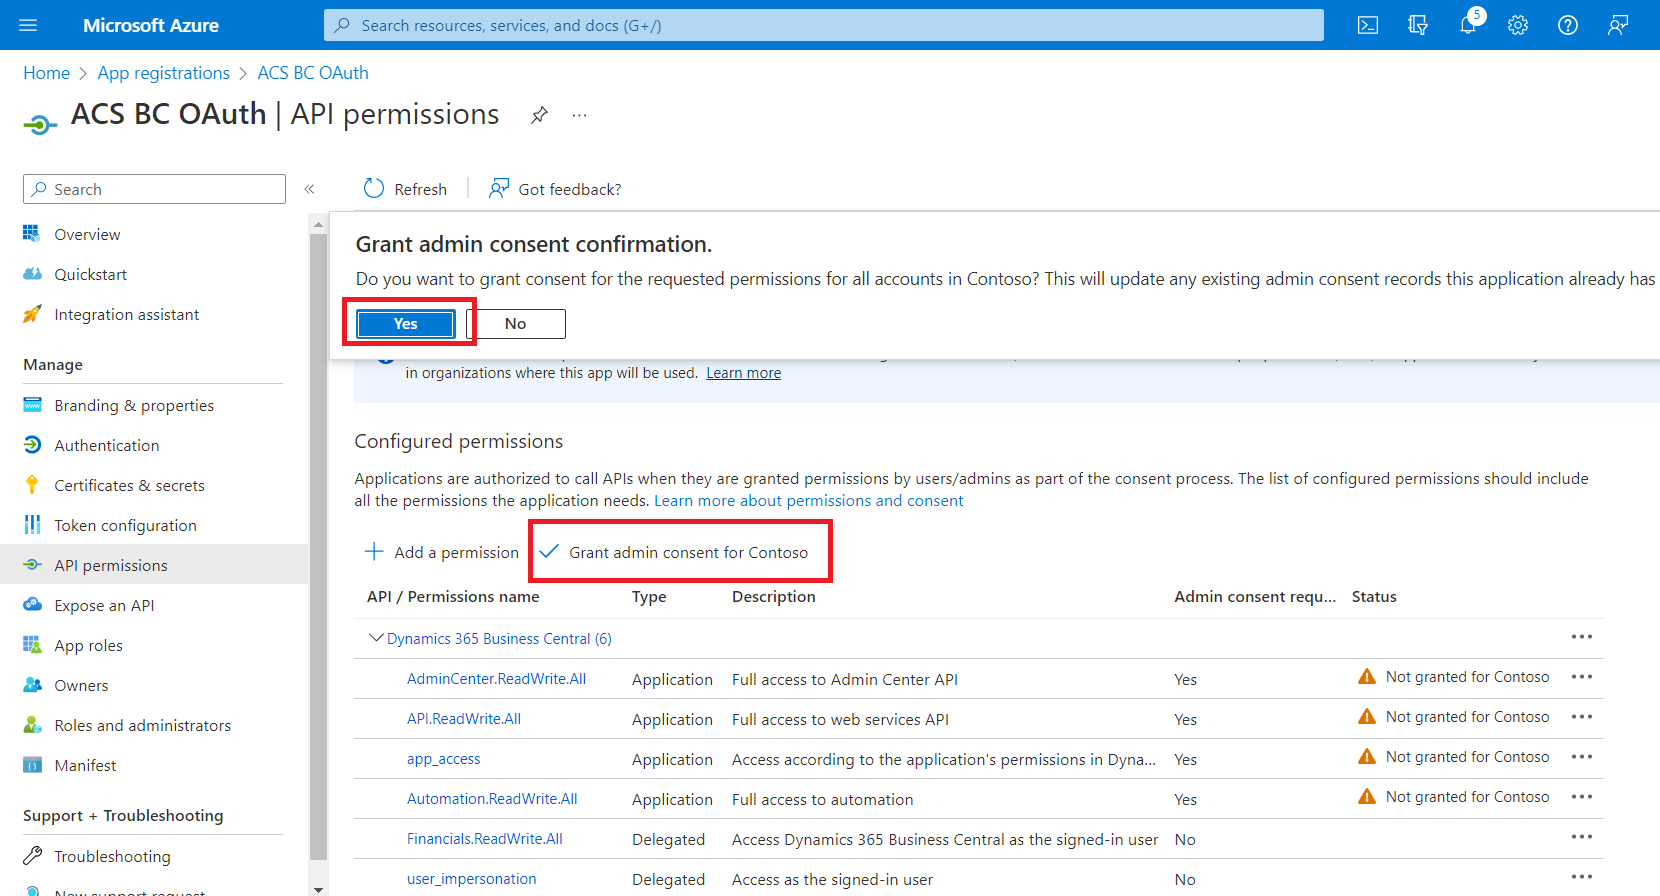 Microsoft Azure
Search resources, services, and docs (G+/)
5
Home > App registrations > ACS BC OAuth
ACS BC OAuth | API permissions
Search
«
Refresh
Got feedback?
Overview
Quickstart
Integration assistant
Manage
Branding & properties
Authentication
Certificates & secrets
Token configuration
API permissions
Expose an API
App roles
Owners
Roles and administrators
Manifest
Support + Troubleshooting
Troubleshooting
New support request
Grant admin consent confirmation.
Do you want to grant consent for the requested permissions for all accounts in Contoso? This will update any existing admin consent records this application already has
Yes
No
in organizations where this app will be used. Learn more
Configured permissions
Applications are authorized to call APIs when they are granted permissions by users/admins as part of the consent process. The list of configured permissions should include
all the permissions the application needs. Learn more about permissions and consent
Add a permission
Grant admin consent for Contoso
API / Permissions name Type Description Admin consent requ... Status
Dynamics 365 Business Central (6)
AdminCenter.ReadWrite.All Application Full access to Admin Center API Yes Not granted for Contoso
API.ReadWrite.All Application Full access to web services API Yes Not granted for Contoso
app_access Application Access according to the application's permissions in Dyna... Yes Not granted for Contoso
Automation.ReadWrite.All Application Full access to automation Yes Not granted for Contoso
Financials.ReadWrite.All Delegated Access Dynamics 365 Business Central as the signed-in user No
user_impersonation Delegated Access as the signed-in user No